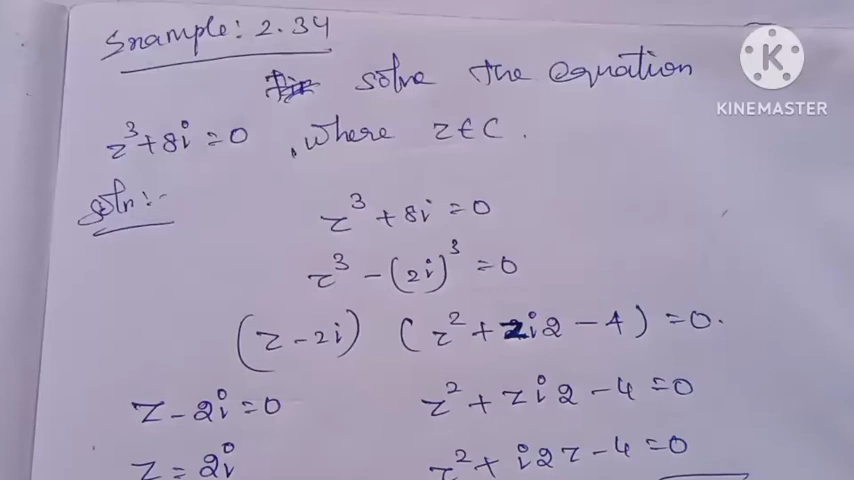 Example: 2.34
solve the equation
z³+8i=0, where z∈C.
soln:-
z³+8i=0
z³-(2i)³=0
(z-2i) (z²+zi2-4)=0.
z-2i=0
z²+zi2-4=0
z=2i
z²+i2z-4=0
K
KINEMASTER